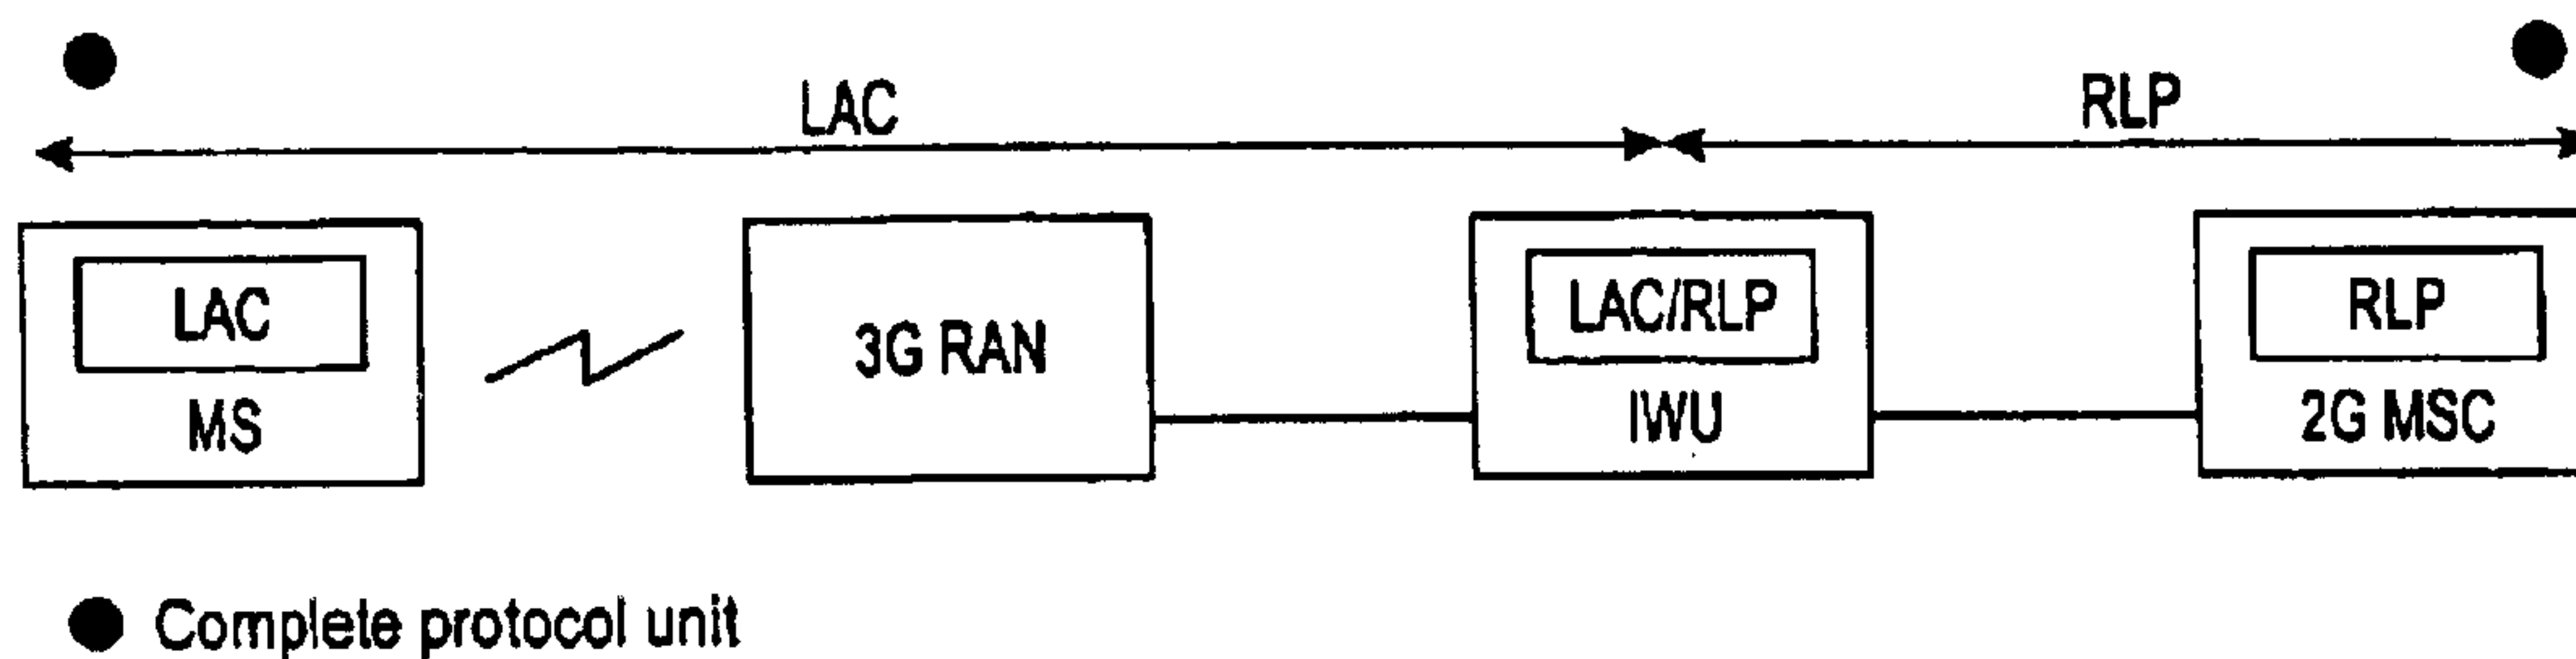 LAC
RLP
LAC
MS
3G RAN
LAC/RLP
IWU
RLP
2G MSC
Complete protocol unit